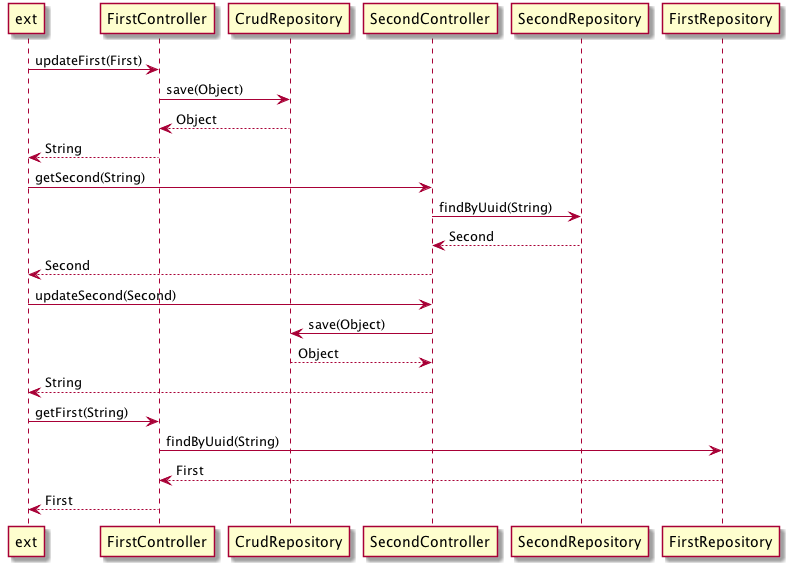 ext FirstController CrudRepository SecondController SecondRepository FirstRepository
updateFirst(First)
save(Object)
Object
String
getSecond(String)
findByUuid(String)
Second
Second
updateSecond(Second)
save(Object)
Object
String
getFirst(String)
findByUuid(String)
First
First
ext FirstController CrudRepository SecondController SecondRepository FirstRepository